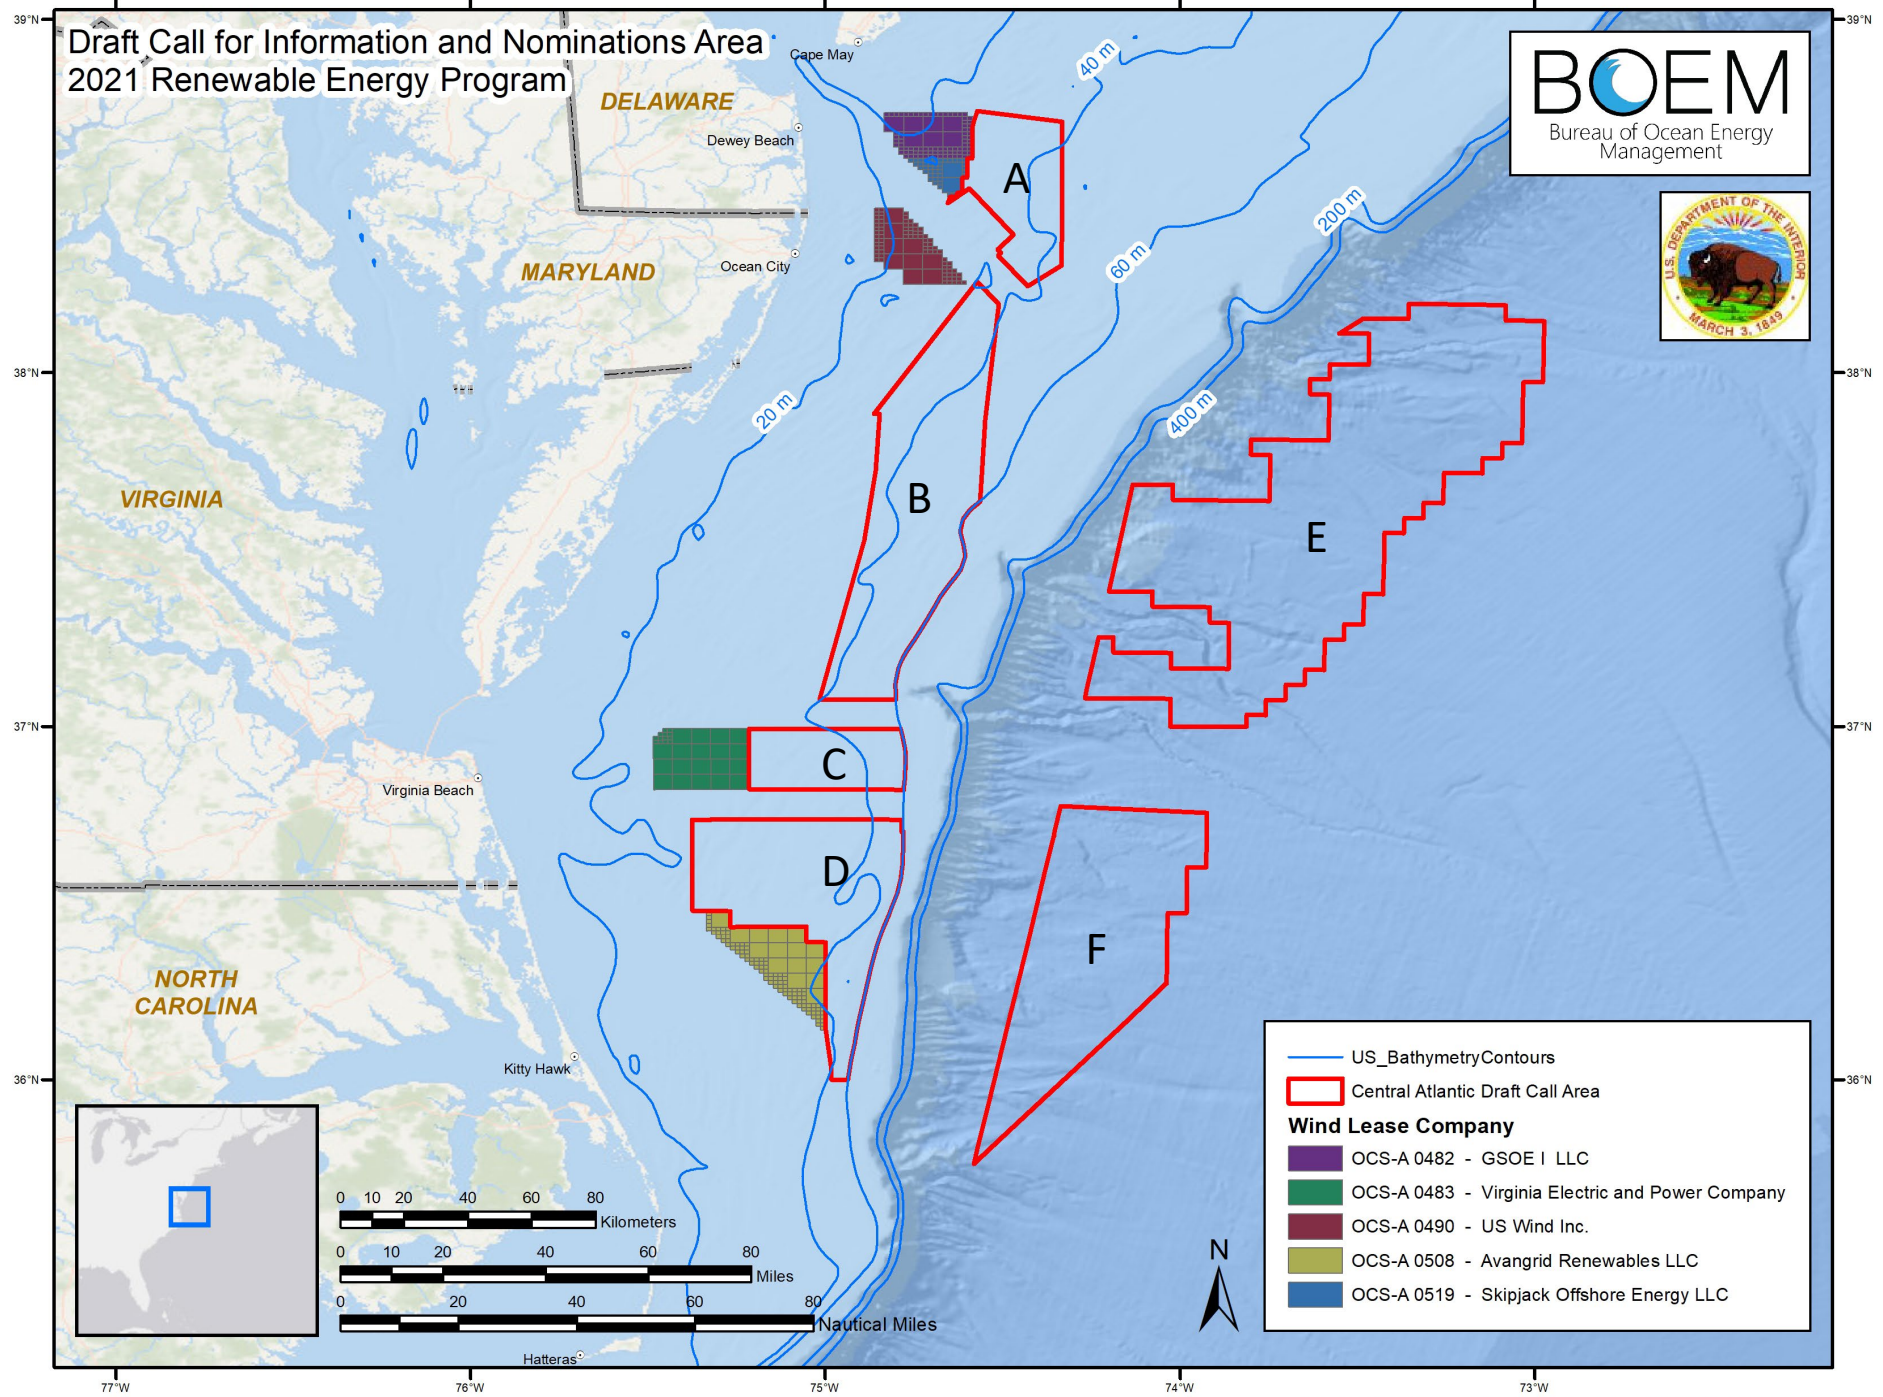 Draft Call for Information and Nominations Area
2021 Renewable Energy Program
39°N
39°N
38°N
38°N
37°N
37°N
36°N
36°N
77°W
76°W
75°W
74°W
73°W
BOEM
Bureau of Ocean Energy
Management
U.S. DEPARTMENT OF THE INTERIOR
MARCH 3, 1849
DELAWARE
MARYLAND
VIRGINIA
NORTH
CAROLINA
Cape May
Dewey Beach
Ocean City
Virginia Beach
Kitty Hawk
Hatteras
40 m
200 m
60 m
20 m
400 m
A
B
C
D
E
F
0 10 20 40 60 80
Kilometers
0 10 20 40 60 80
Miles
0 20 40 60 80
Nautical Miles
N
US_BathymetryContours
Central Atlantic Draft Call Area
Wind Lease Company
OCS-A 0482 - GSOE I LLC
OCS-A 0483 - Virginia Electric and Power Company
OCS-A 0490 - US Wind Inc.
OCS-A 0508 - Avangrid Renewables LLC
OCS-A 0519 - Skipjack Offshore Energy LLC